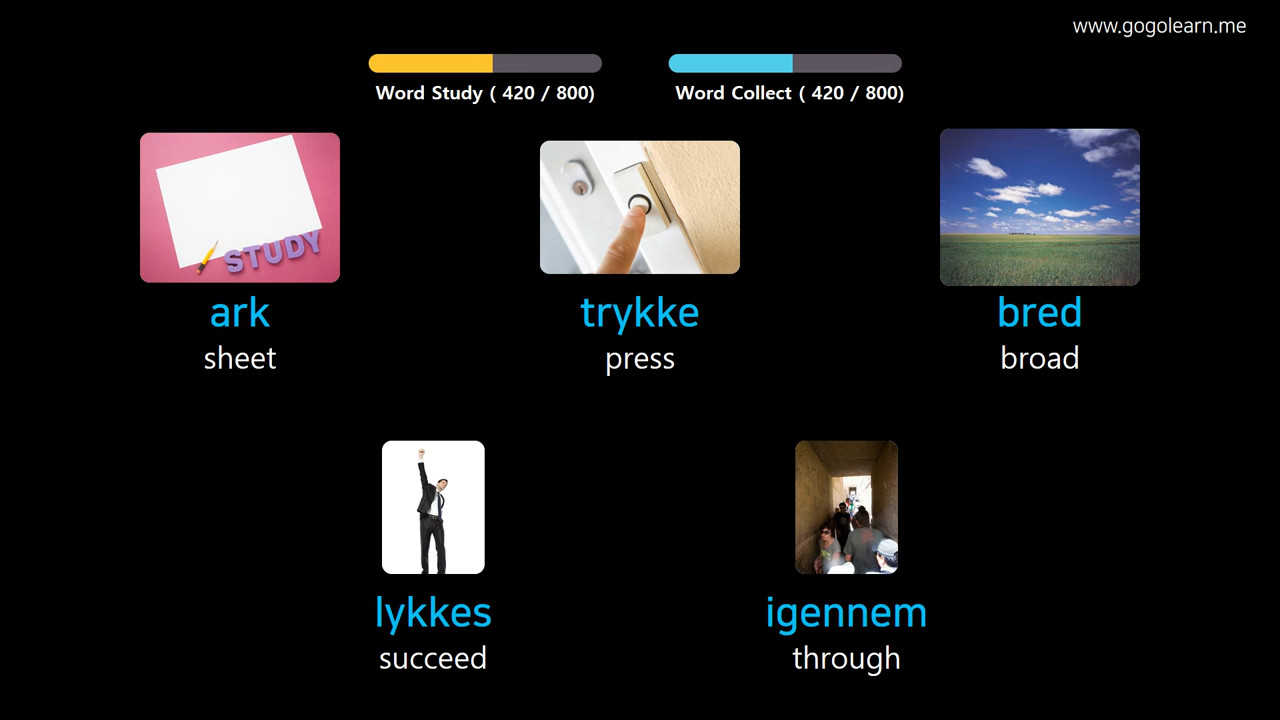 www.gogolearn.me
Word Study ( 420 / 800)
Word Collect ( 420 / 800)
STUDY
ark
trykke
bred
sheet
press
broad
lykkes
igennem
succeed
through